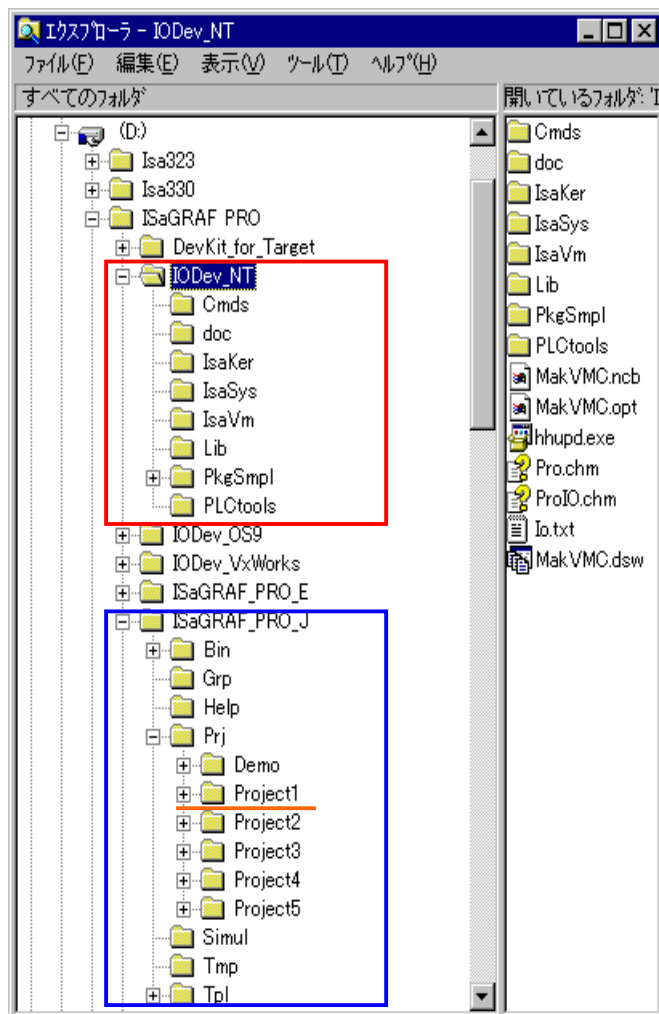 ｴｸｽﾌﾟﾛｰﾗ - IODev_NT
ﾌｧｲﾙ(F) 編集(E) 表示(V) ﾂｰﾙ(T) ﾍﾙﾌﾟ(H)
すべてのﾌｫﾙﾀﾞ
(D:)
Isa323
Isa330
ISaGRAF PRO
DevKit_for_Target
IODev_NT
Cmds
doc
IsaKer
IsaSys
IsaVm
Lib
PkgSmpl
PLCtools
IODev_OS9
IODev_VxWorks
ISaGRAF_PRO_E
ISaGRAF_PRO_J
Bin
Grp
Help
Prj
Demo
Project1
Project2
Project3
Project4
Project5
Simul
Tmp
Tpl
開いているﾌｫﾙﾀﾞ: 'I
Cmds
doc
IsaKer
IsaSys
IsaVm
Lib
PkgSmpl
PLCtools
MakVMC.ncb
MakVMC.opt
hhupd.exe
Pro.chm
ProIO.chm
Io.txt
MakVMC.dsw